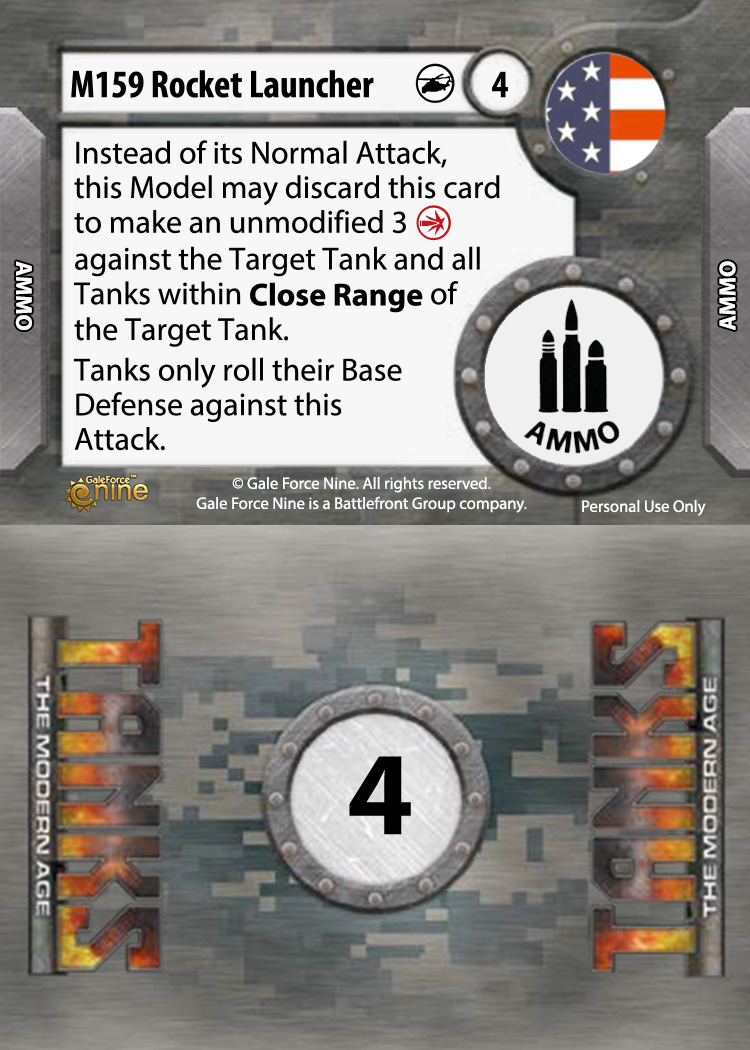 M159 Rocket Launcher 4
Instead of its Normal Attack,
this Model may discard this card
to make an unmodified 3
against the Target Tank and all
Tanks within Close Range of
the Target Tank.
Tanks only roll their Base
Defense against this
Attack.
AMMO
AMMO
AMMO
GaleForce™
nine
© Gale Force Nine. All rights reserved.
Gale Force Nine is a Battlefront Group company.
Personal Use Only
TANKS
THE MODERN AGE
4
TANKS
THE MODERN AGE